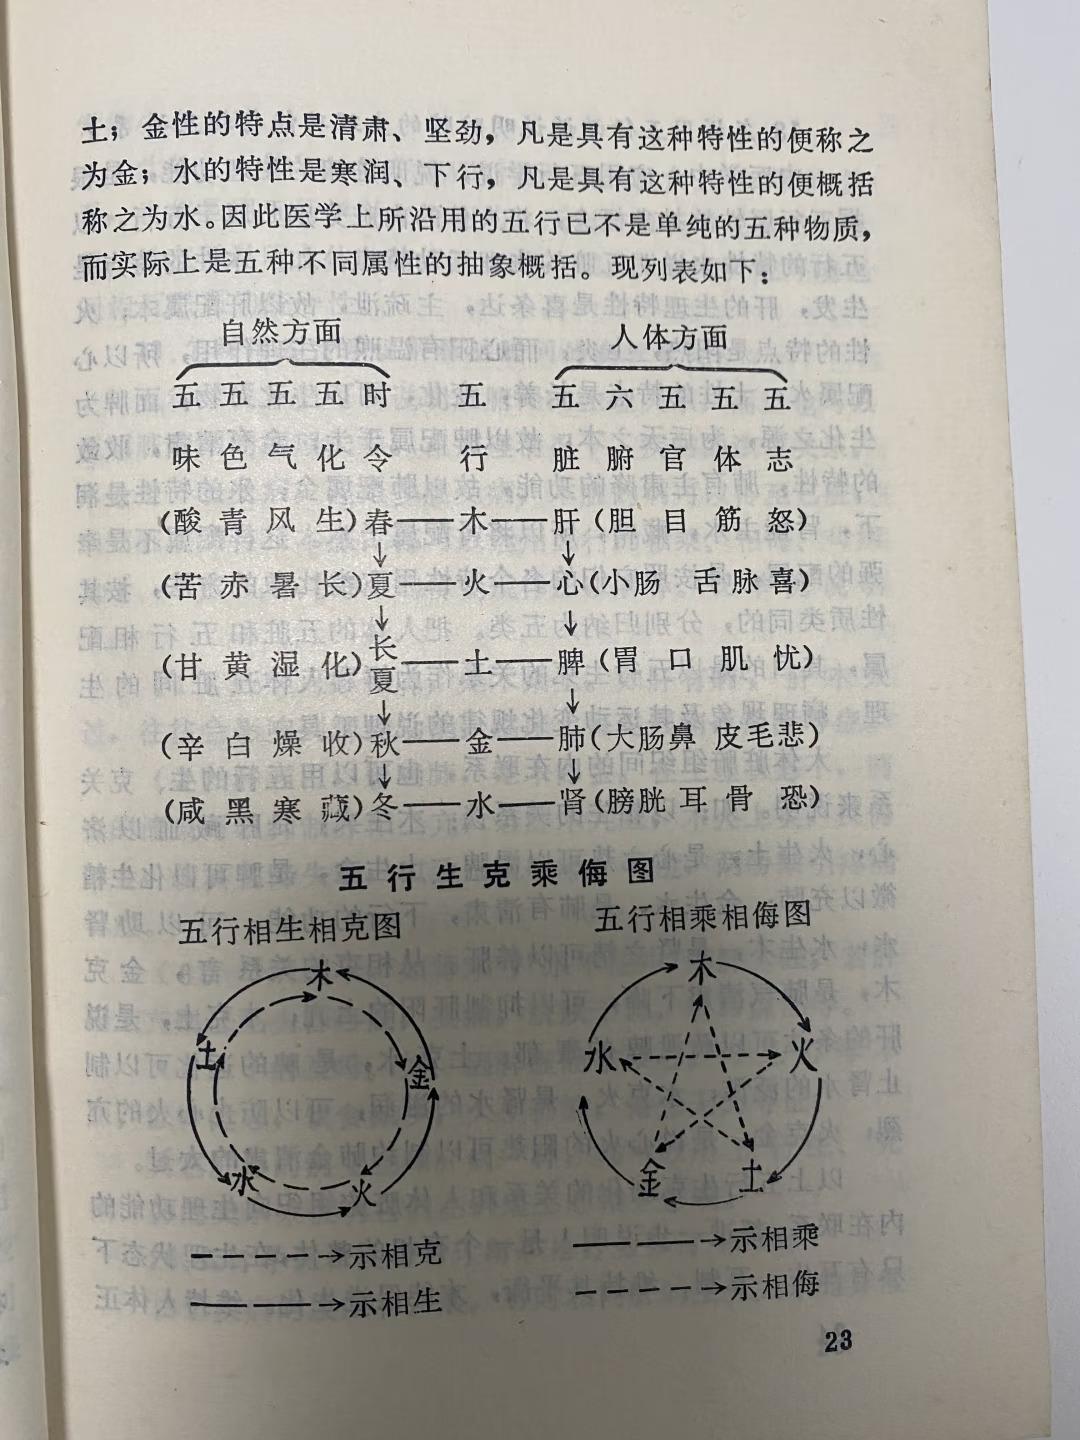 土；金性的特点是清肃、坚劲，凡是具有这种特性的便称之
为金；水的特性是寒润、下行，凡是具有这种特性的便概括
称之为水。因此医学上所沿用的五行已不是单纯的五种物质，
而实际上是五种不同属性的抽象概括。现列表如下：
自然方面 人体方面
五 五 五 五 时 五 五 六 五 五 五
味 色 气 化 令 行 脏 腑 官 体 志
(酸 青 风 生)春——木——肝(胆 目 筋 怒)
↓ ↓
(苦 赤 暑 长)夏——火——心(小肠 舌 脉 喜)
↓ ↓
(甘 黄 湿 化)长夏——土——脾(胃 口 肌 忧)
↓ ↓
(辛 白 燥 收)秋——金——肺(大肠 鼻 皮毛 悲)
↓ ↓
(咸 黑 寒 藏)冬——水——肾(膀胱 耳 骨 恐)
五行生克乘侮图
五行相生相克图 五行相乘相侮图
木
土 金
水 火
木
水 火
金 土
----→示相克
———→示相生
———→示相乘
----→示相侮
23